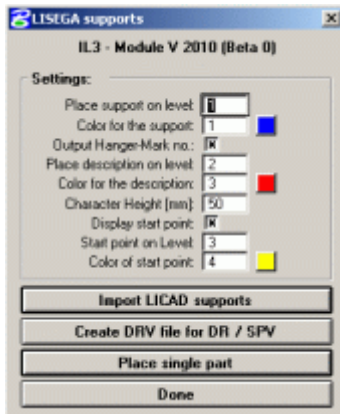 LISEGA supports
IL3 - Module V 2010 (Beta 0)
Settings:
Place support on level: 1
Color for the support: 1
Output Hanger-Mark no.:
Place description on level: 2
Color for the description: 3
Character Height [mm]: 50
Display start point:
Start point on Level: 3
Color of start point: 4
Import LICAD supports
Create DRV file for DR / SPV
Place single part
Done